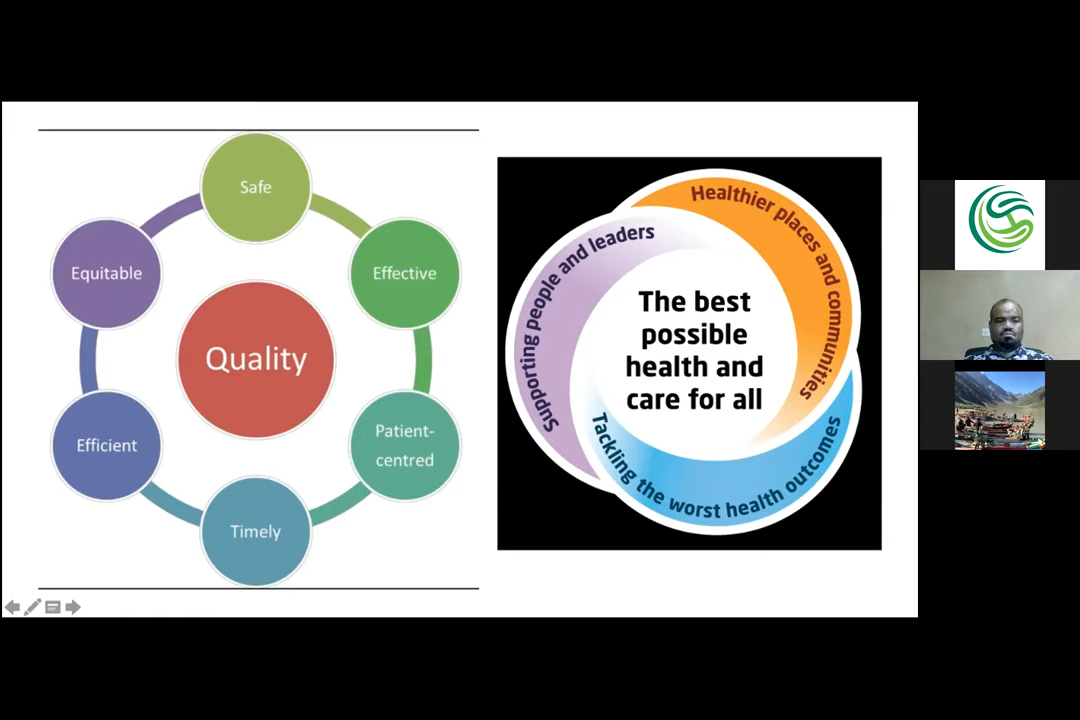 Safe
Effective
Patient-
centred
Timely
Efficient
Equitable
Quality
Healthier places and communities
Supporting people and leaders
Tackling the worst health outcomes
The best
possible
health and
care for all